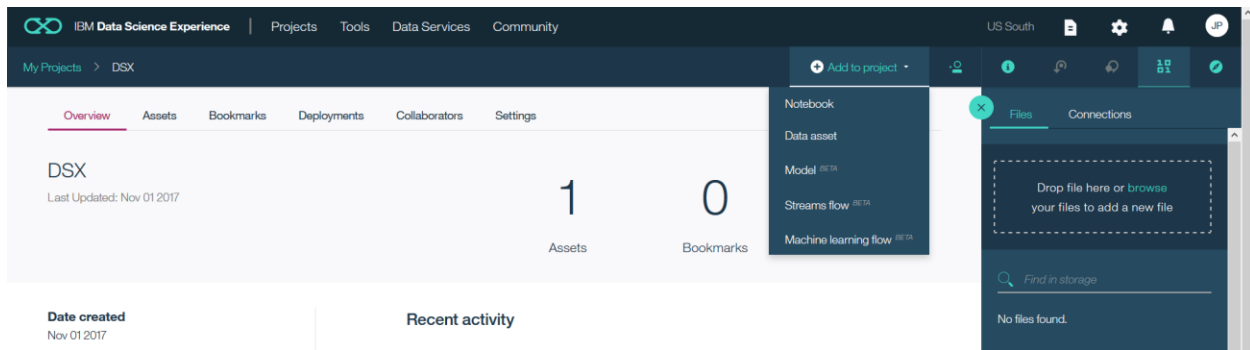 IBM Data Science Experience | Projects Tools Data Services Community US South JP
My Projects > DSX Add to project
Notebook
Data asset
Model BETA
Streams flow BETA
Machine learning flow BETA
Overview Assets Bookmarks Deployments Collaborators Settings
DSX
Last Updated: Nov 01 2017
1 0
Assets Bookmarks
Date created
Nov 01 2017
Recent activity
Files Connections
Drop file here or browse
your files to add a new file
Find in storage
No files found.